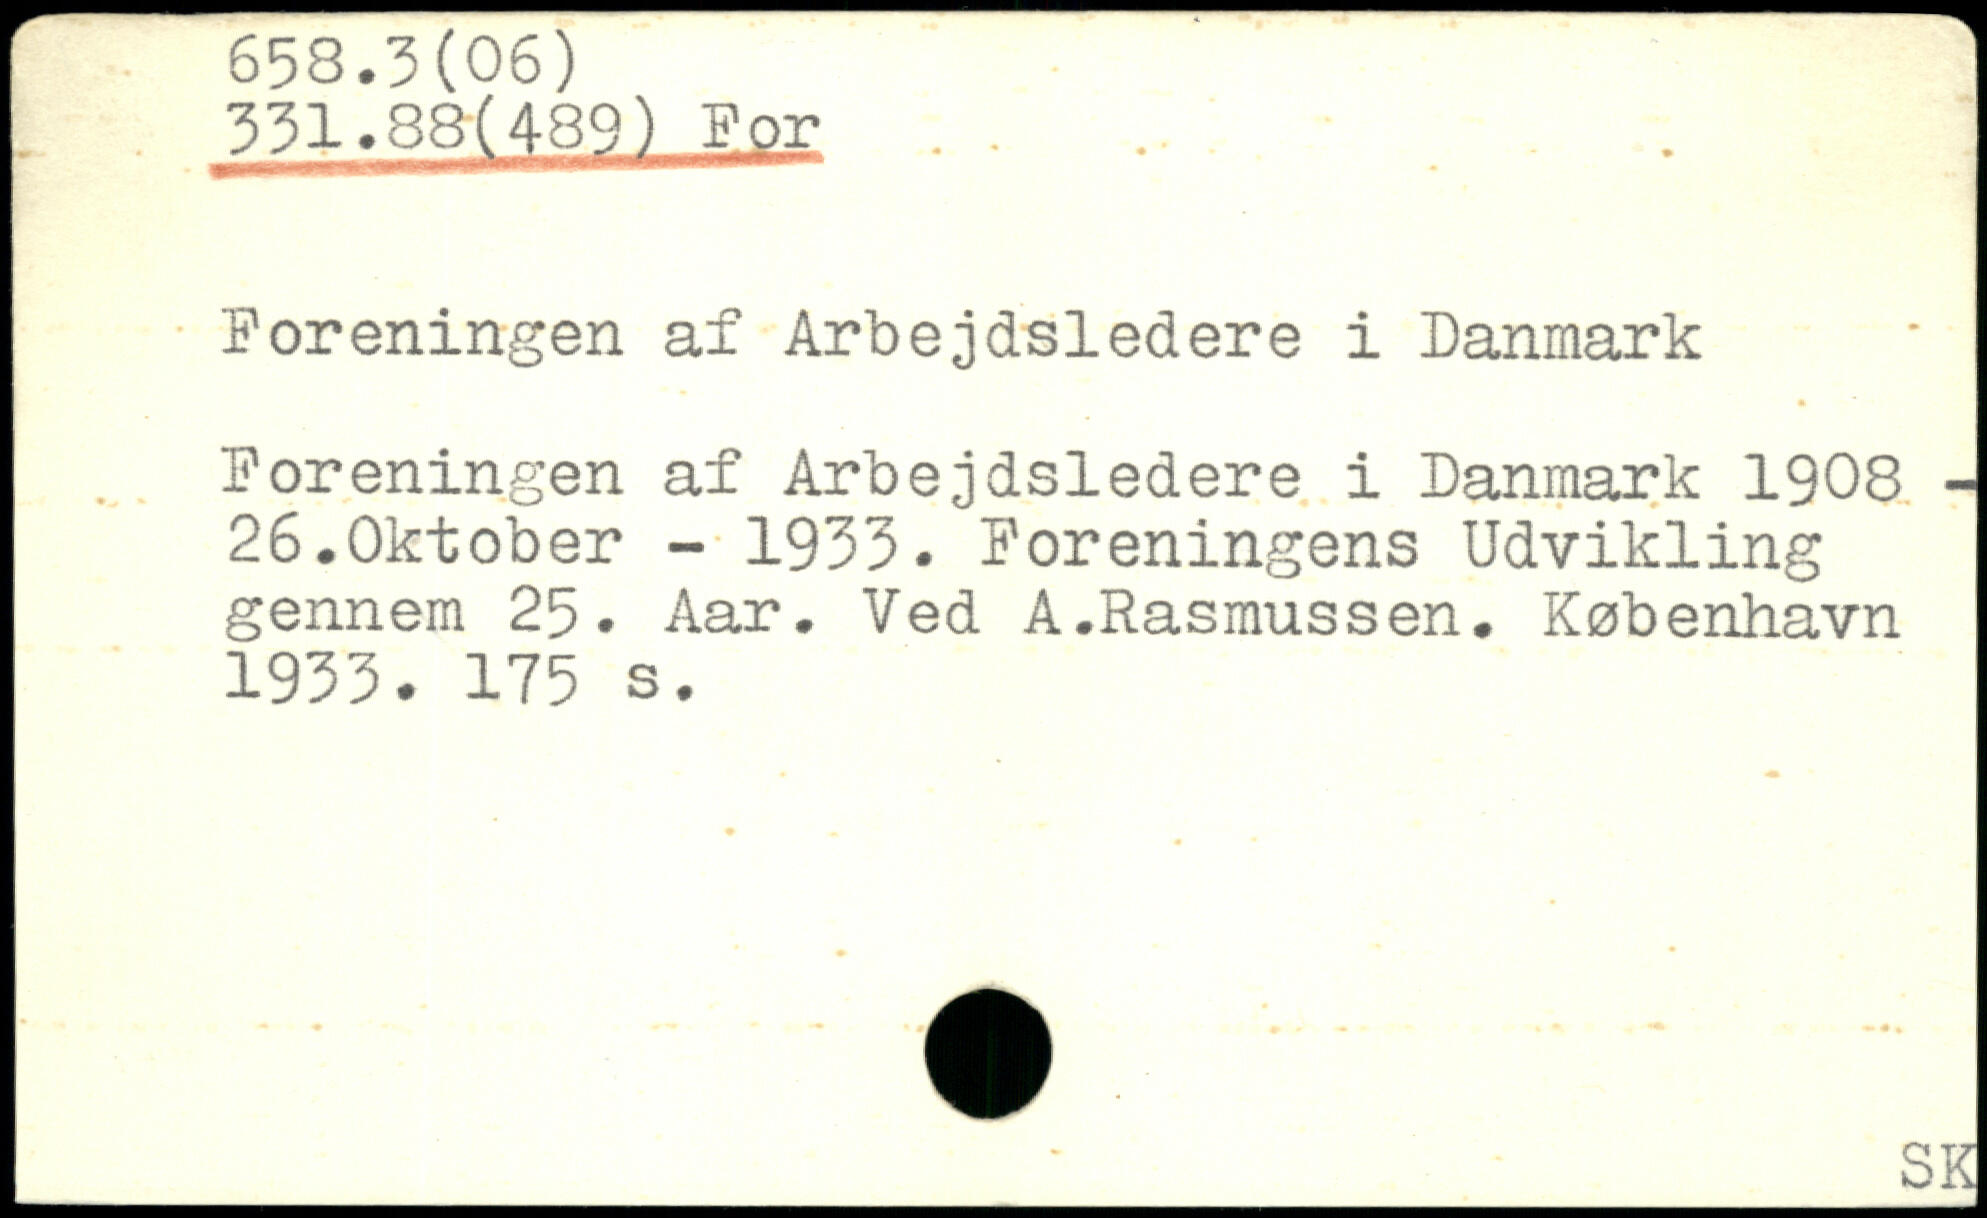 658.3(06)
331.88(489) For
Foreningen af Arbejdsledere i Danmark
Foreningen af Arbejdsledere i Danmark 1908 -
26.Oktober - 1933. Foreningens Udvikling
gennem 25. Aar. Ved A.Rasmussen. København
1933. 175 s.
SK